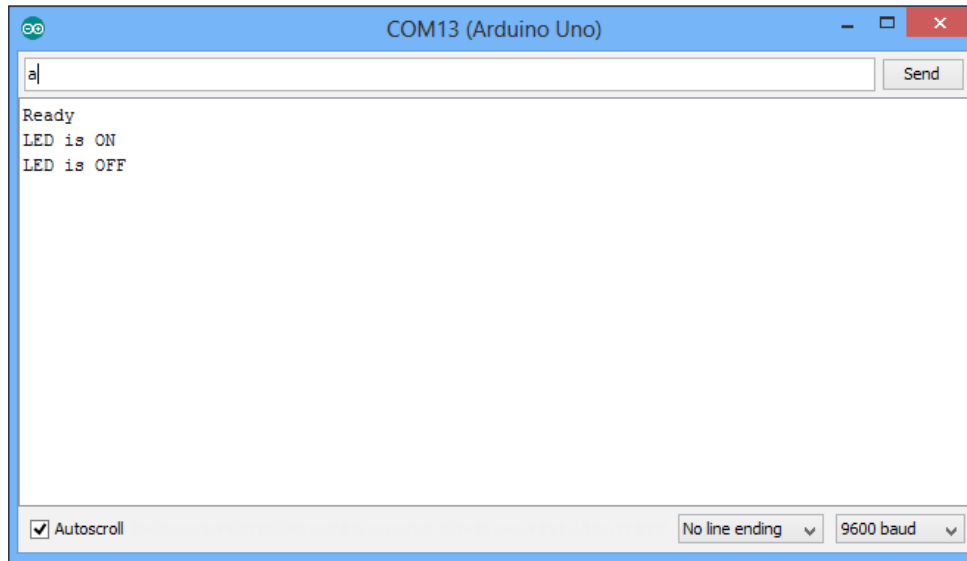 COM13 (Arduino Uno)
a
Send
Ready
LED is ON
LED is OFF
Autoscroll
No line ending
9600 baud